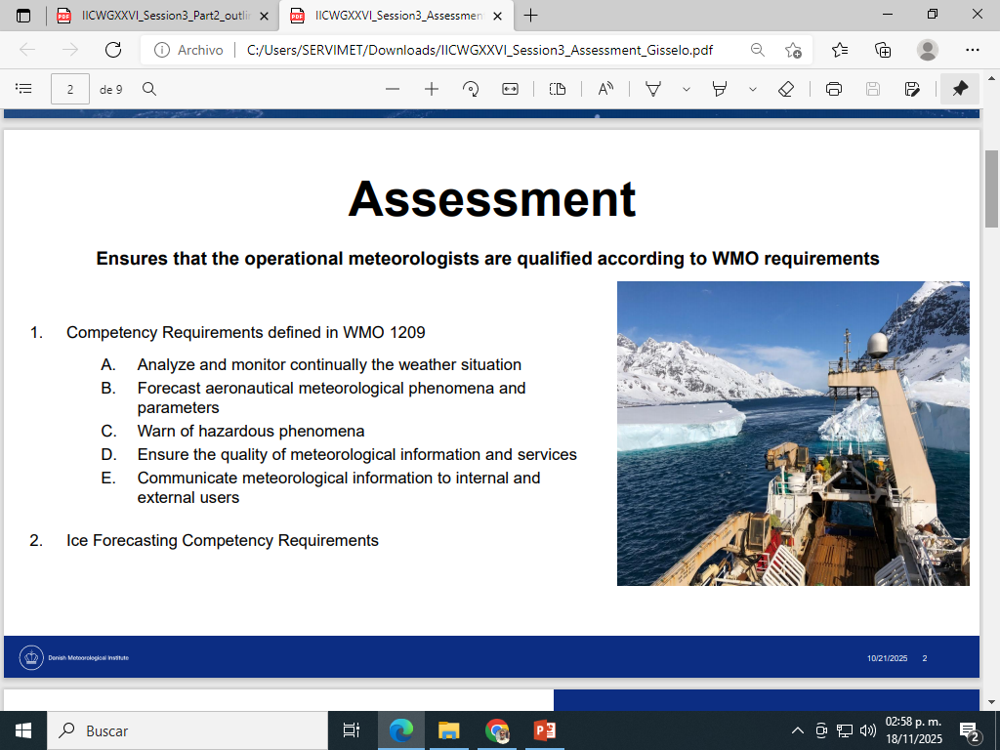 IICWGXXVI_Session3_Part2_outlin
IICWGXXVI_Session3_Assessment
Archivo
C:/Users/SERVIMET/Downloads/IICWGXXVI_Session3_Assessment_Gisselo.pdf
2 de 9
Assessment
Ensures that the operational meteorologists are qualified according to WMO requirements
1. Competency Requirements defined in WMO 1209
A. Analyze and monitor continually the weather situation
B. Forecast aeronautical meteorological phenomena and
parameters
C. Warn of hazardous phenomena
D. Ensure the quality of meteorological information and services
E. Communicate meteorological information to internal and
external users
2. Ice Forecasting Competency Requirements
Danish Meteorological Institute
10/21/2025 2
Buscar
02:58 p. m.
18/11/2025
2